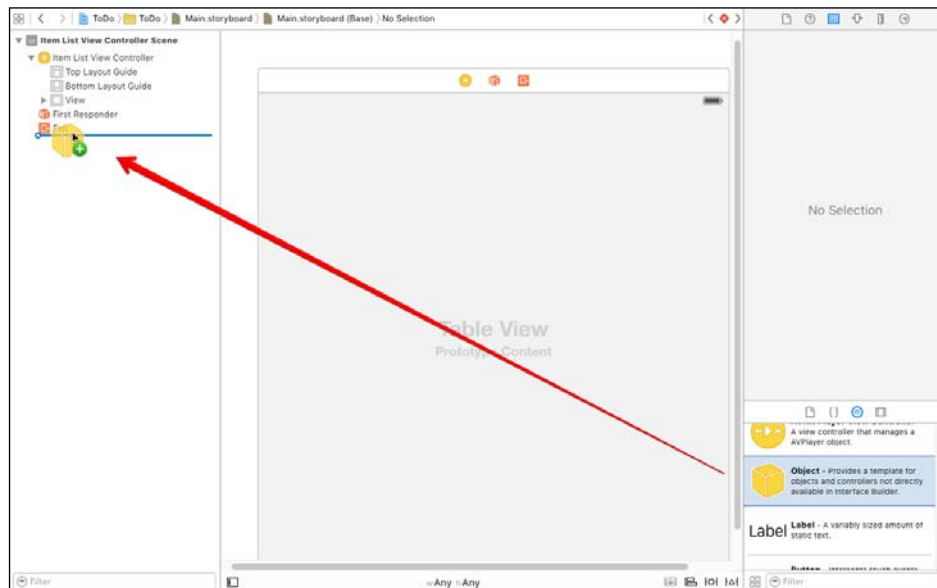 ToDo ToDo Main.storyboard Main.storyboard (Base) No Selection
Item List View Controller Scene
Item List View Controller
Top Layout Guide
Bottom Layout Guide
View
First Responder
Table View
Prototype Content
No Selection
A view controller that manages a
AVPlayer object.
Object - Provides a template for
objects and controllers not directly
available in Interface Builder.
Label
Label - A variably sized amount of
static text.
Filter
wAny hAny
Filter